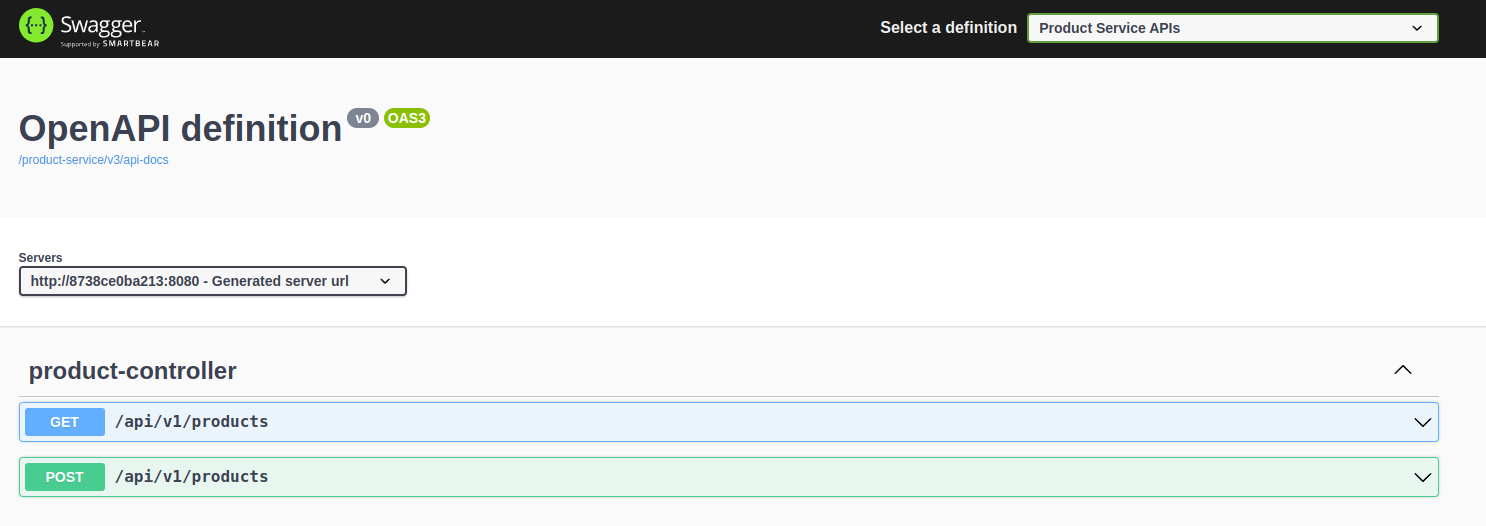 Swagger
Supported by SMARTBEAR
Select a definition
Product Service APIs
OpenAPI definition v0 OAS3
/product-service/v3/api-docs
Servers
http://8738ce0ba213:8080 - Generated server url
product-controller
GET /api/v1/products
POST /api/v1/products